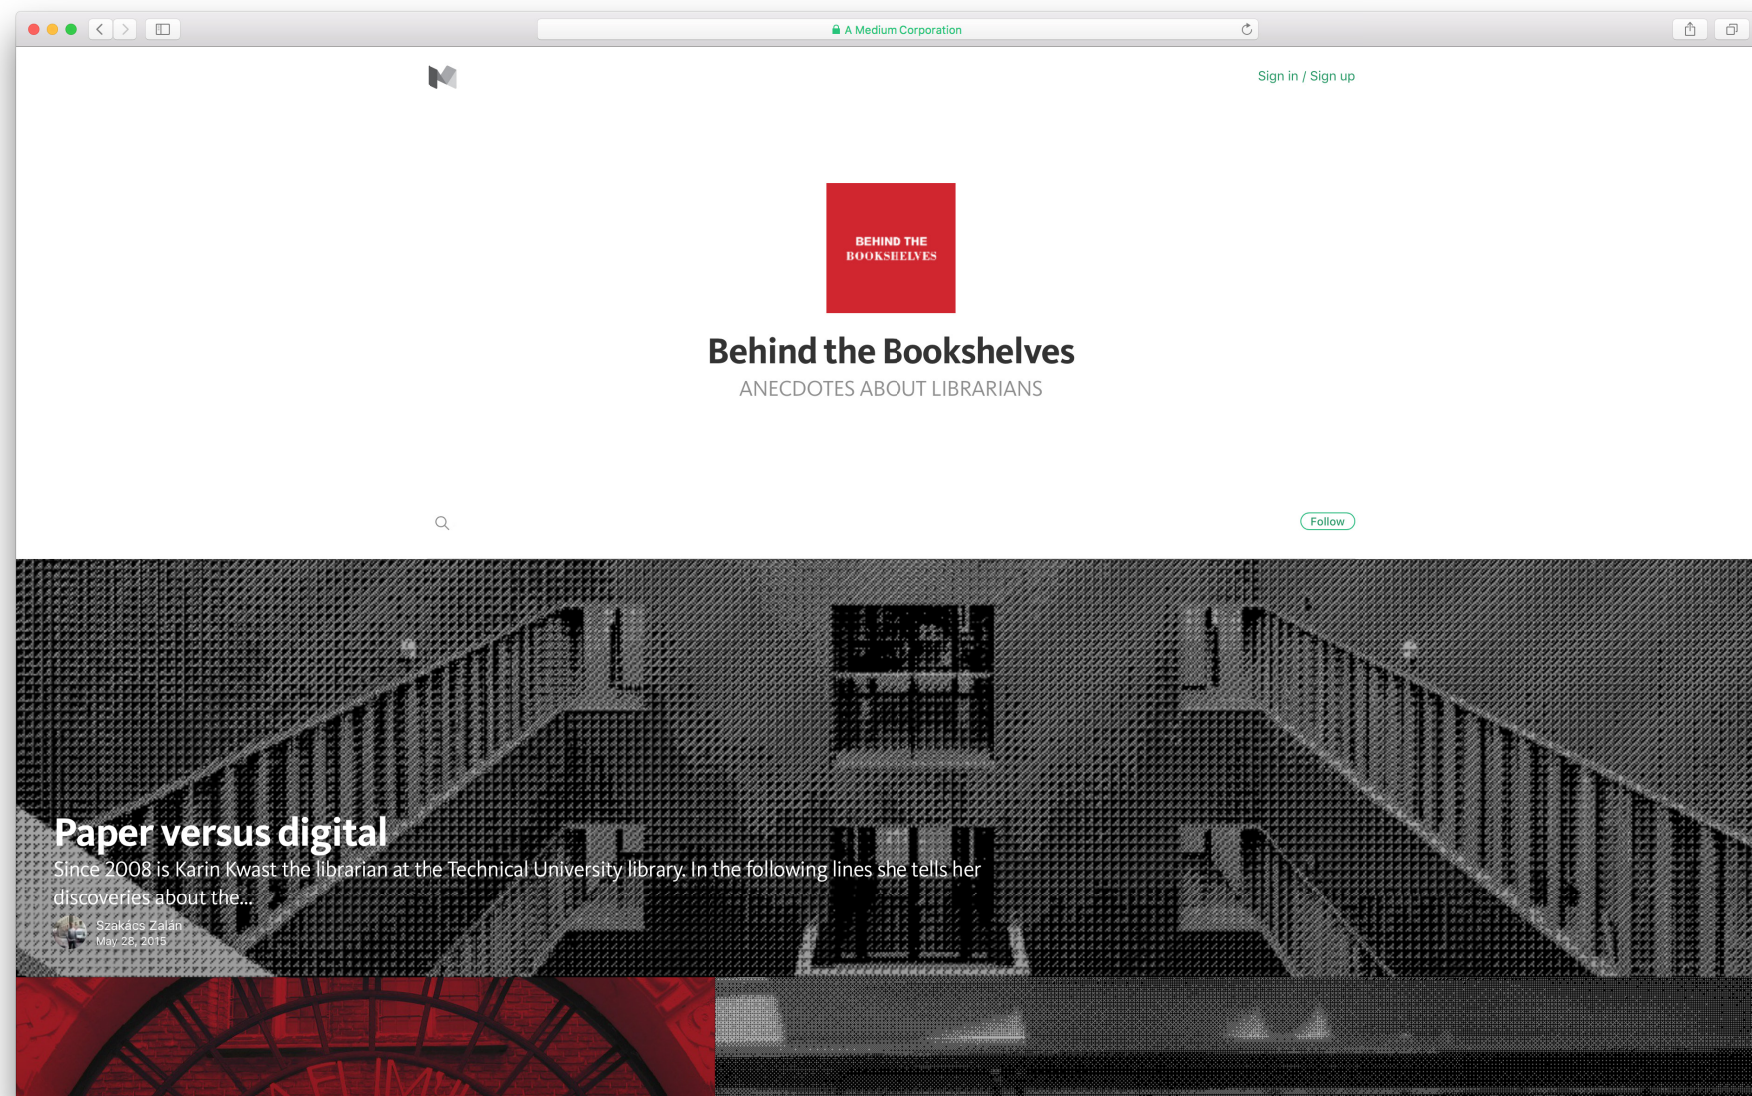 A Medium Corporation
Sign in / Sign up
BEHIND THE
BOOKSHELVES
Behind the Bookshelves
ANECDOTES ABOUT LIBRARIANS
Follow
Paper versus digital
Since 2008 is Karin Kwast the librarian at the Technical University library. In the following lines she tells her
discoveries about the...
Szakács Zalán
May 28, 2015